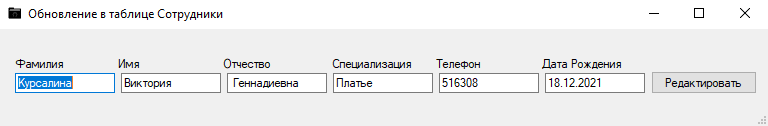 Обновление в таблице Сотрудники
Фамилия Имя Отчество Специализация Телефон Дата Рождения
Курсалина Виктория Геннадиевна Платье 516308 18.12.2021 Редактировать